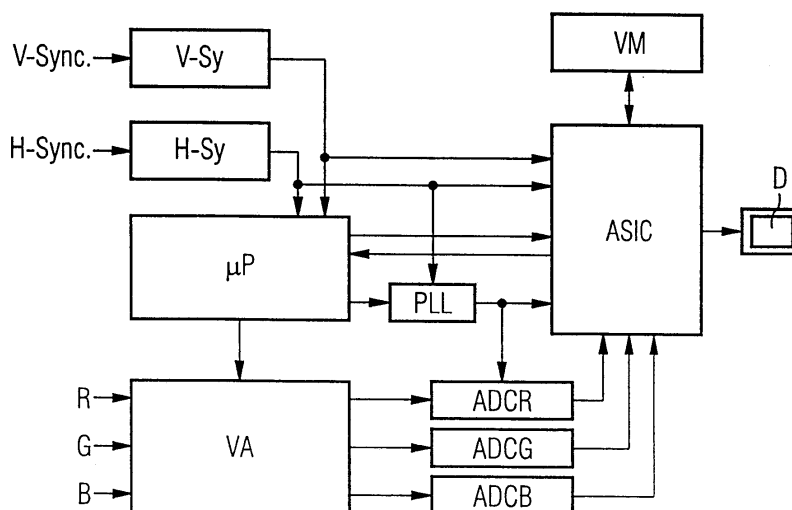 V-Sync.
V-Sy
VM
H-Sync.
H-Sy
D
ASIC
µP
PLL
R
ADCR
G
VA
ADCG
B
ADCB